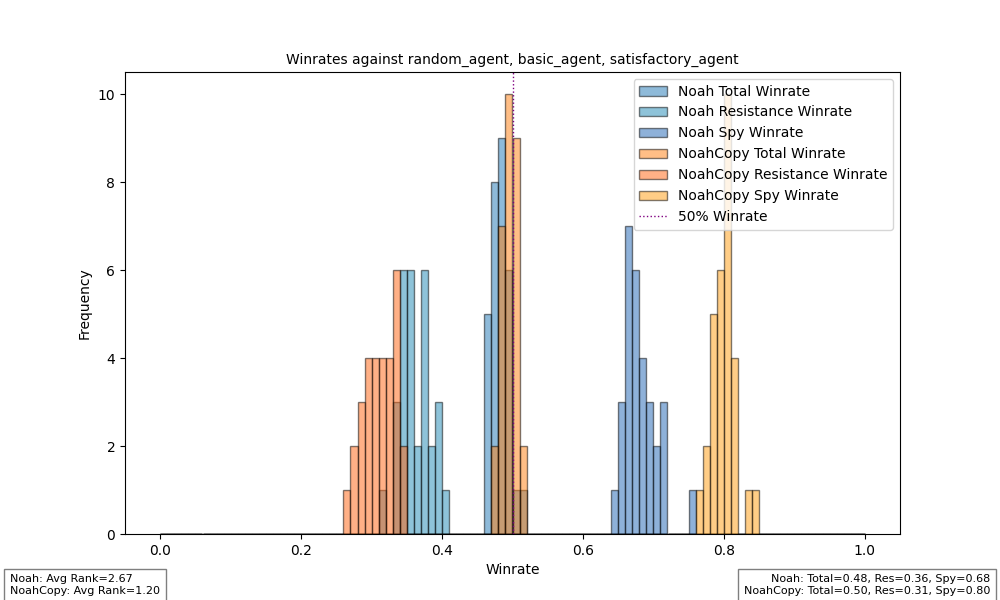 Winrates against random_agent, basic_agent, satisfactory_agent
Noah Total Winrate
Noah Resistance Winrate
Noah Spy Winrate
NoahCopy Total Winrate
NoahCopy Resistance Winrate
NoahCopy Spy Winrate
50% Winrate
Frequency
10
8
6
4
2
0
0.0 0.2 0.4 0.6 0.8 1.0
Winrate
Noah: Avg Rank=2.67
NoahCopy: Avg Rank=1.20
Noah: Total=0.48, Res=0.36, Spy=0.68
NoahCopy: Total=0.50, Res=0.31, Spy=0.80